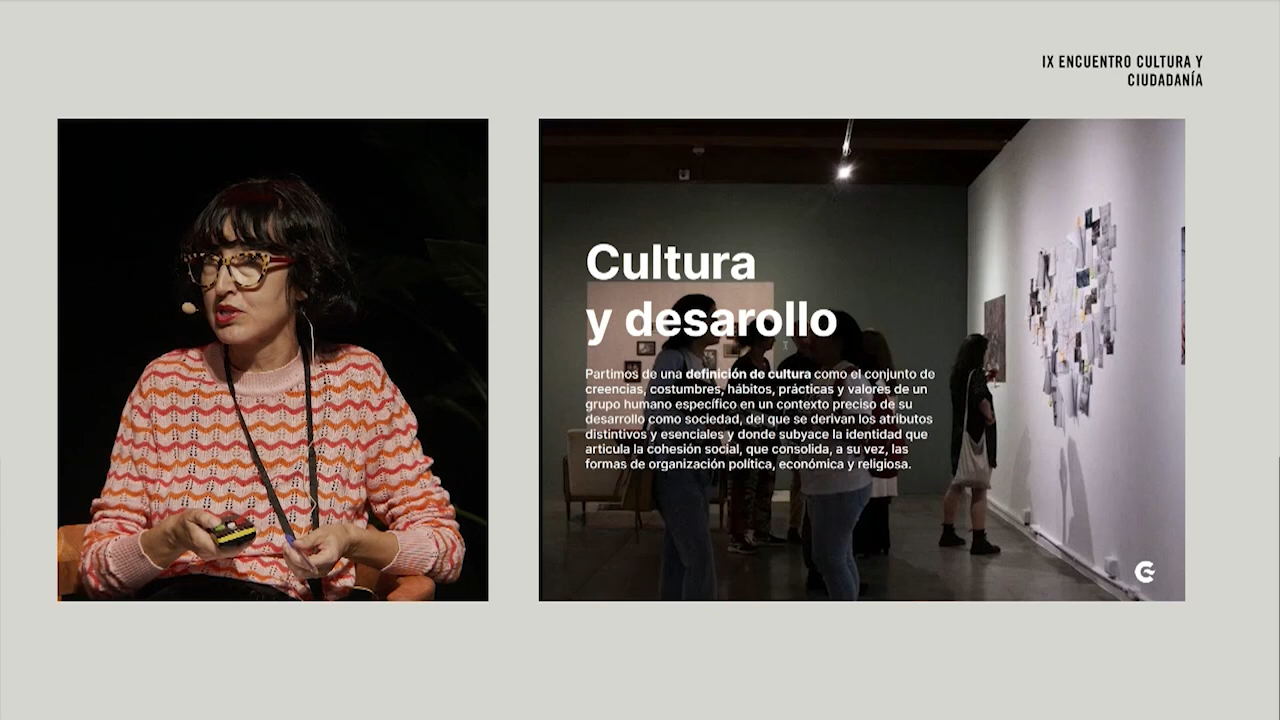 IX ENCUENTRO CULTURA Y
CIUDADANÍA
Cultura
y desarollo
Partimos de una definición de cultura como el conjunto de
creencias, costumbres, hábitos, prácticas y valores de un
grupo humano específico en un contexto preciso de su
desarrollo como sociedad, del que se derivan los atributos
distintivos y esenciales y donde subyace la identidad que
articula la cohesión social, que consolida, a su vez, las
formas de organización política, económica y religiosa.